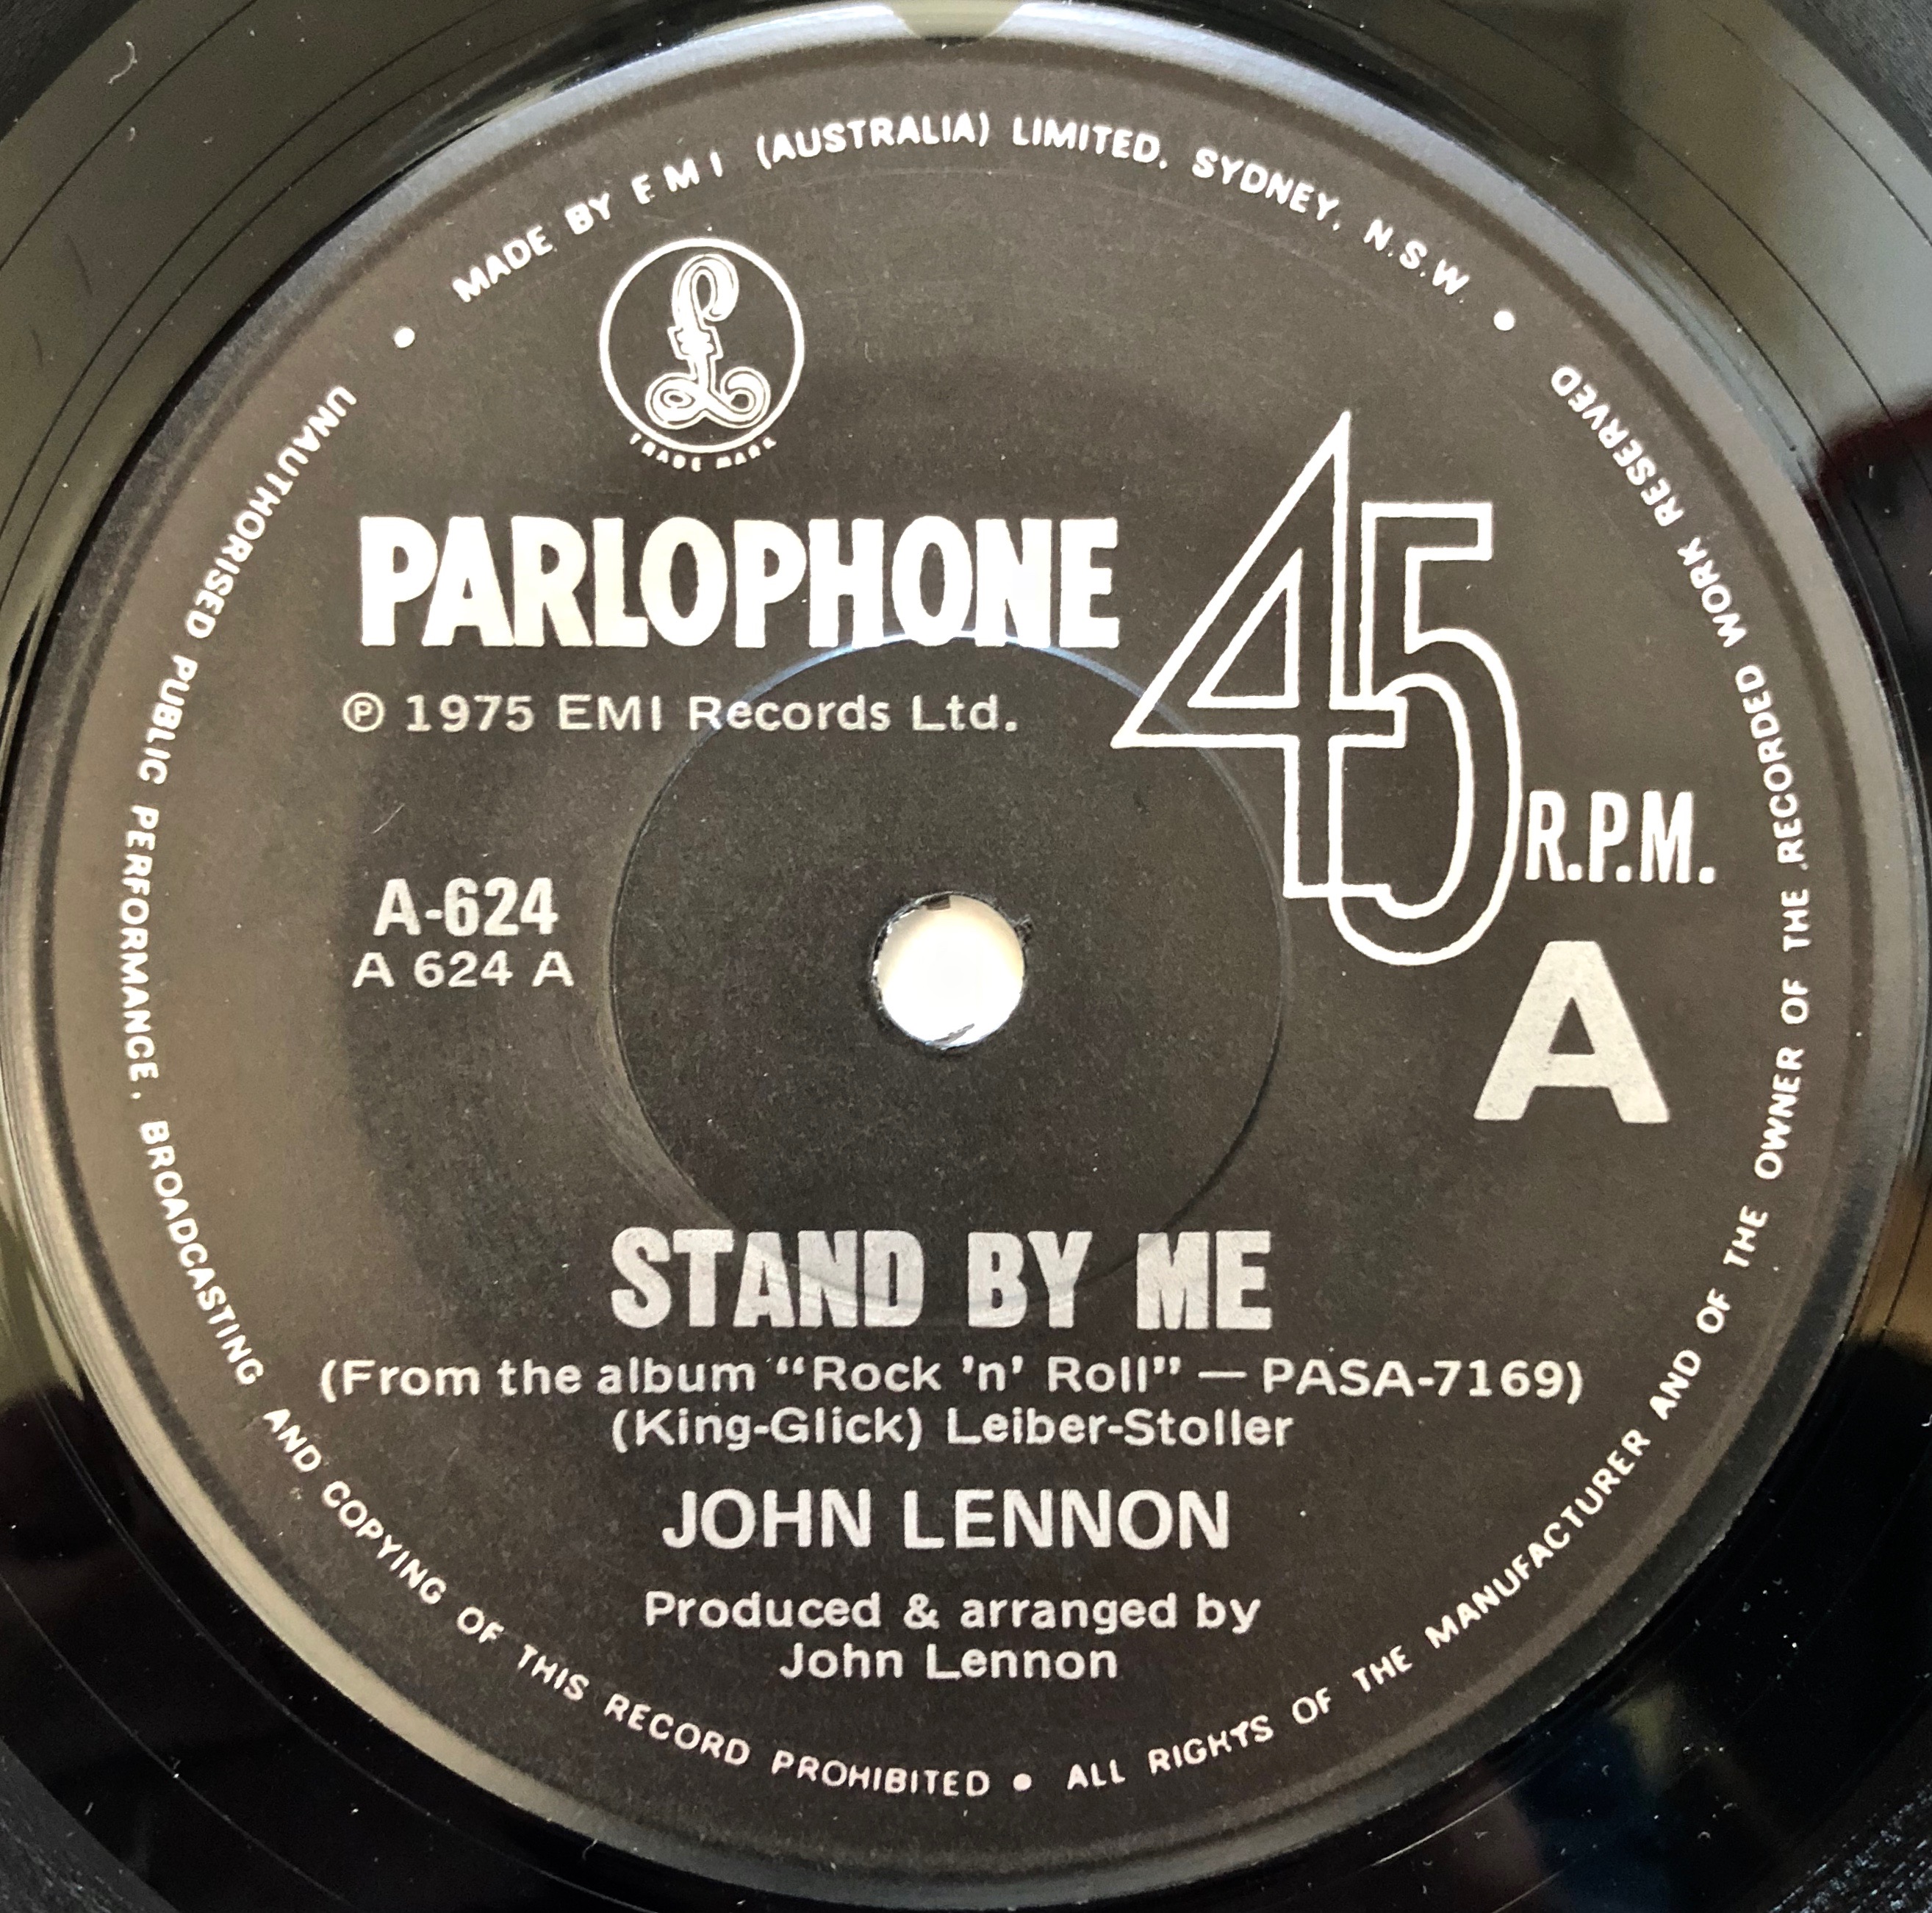 MADE BY EMI (AUSTRALIA) LIMITED. SYDNEY, N.S.W.
TRADE MARK
PARLOPHONE
℗ 1975 EMI Records Ltd.
45 R.P.M.
A-624
A 624 A
A
STAND BY ME
(From the album “Rock ’n’ Roll” — PASA-7169)
(King-Glick) Leiber-Stoller
JOHN LENNON
Produced & arranged by
John Lennon
UNAUTHORISED PUBLIC PERFORMANCE, BROADCASTING AND COPYING OF THIS RECORD PROHIBITED • ALL RIGHTS OF THE MANUFACTURER AND OF THE OWNER OF THE RECORDED WORK RESERVED